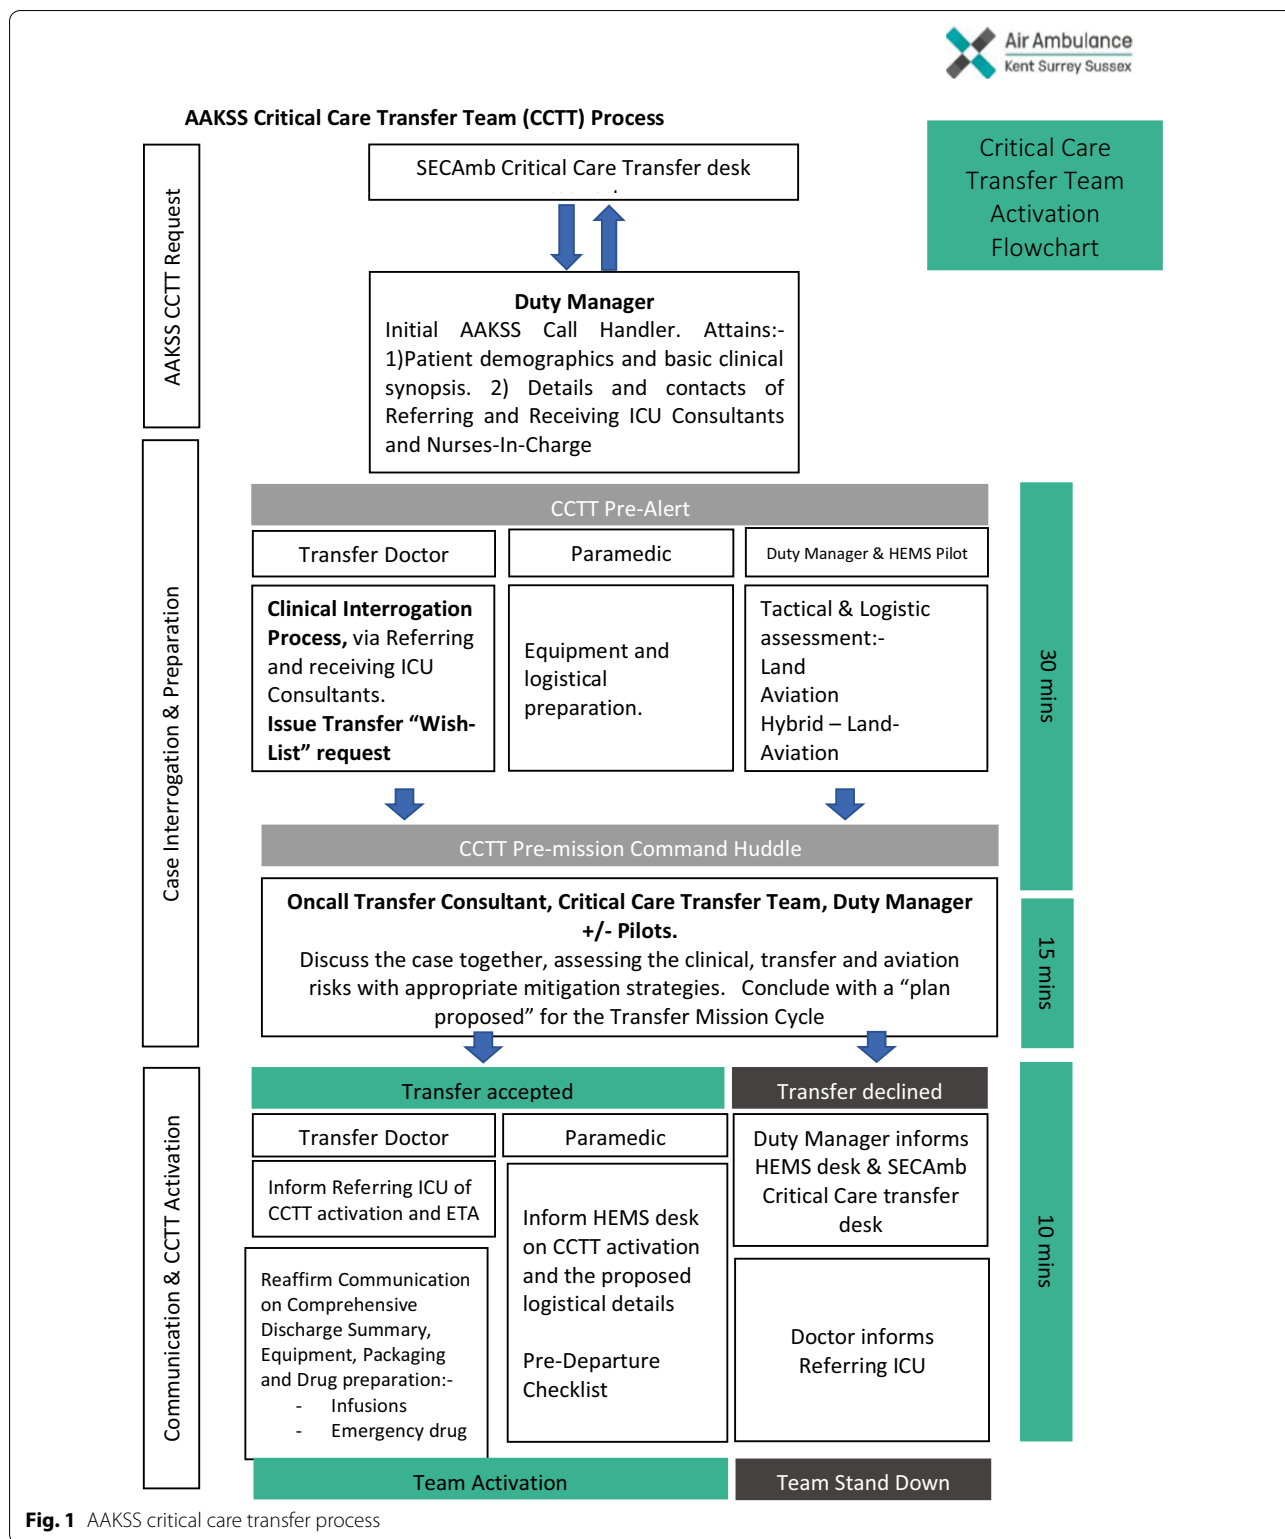 Air Ambulance
Kent Surrey Sussex
AAKSS Critical Care Transfer Team (CCTT) Process
Critical Care
Transfer Team
Activation
Flowchart
AAKSS CCTT Request
SECAmb Critical Care Transfer desk
Duty Manager
Initial AAKSS Call Handler. Attains:-
1)Patient demographics and basic clinical
synopsis. 2) Details and contacts of
Referring and Receiving ICU Consultants
and Nurses-In-Charge
Case Interrogation & Preparation
CCTT Pre-Alert
Transfer Doctor
Paramedic
Duty Manager & HEMS Pilot
Clinical Interrogation
Process, via Referring
and receiving ICU
Consultants.
Issue Transfer “Wish-
List” request
Equipment and
logistical
preparation.
Tactical & Logistic
assessment:-
Land
Aviation
Hybrid – Land-
Aviation
30 mins
CCTT Pre-mission Command Huddle
Oncall Transfer Consultant, Critical Care Transfer Team, Duty Manager
+/- Pilots.
Discuss the case together, assessing the clinical, transfer and aviation
risks with appropriate mitigation strategies. Conclude with a “plan
proposed” for the Transfer Mission Cycle
15 mins
Communication & CCTT Activation
Transfer accepted
Transfer declined
Transfer Doctor
Paramedic
Inform Referring ICU of
CCTT activation and ETA
Reaffirm Communication
on Comprehensive
Discharge Summary,
Equipment, Packaging
and Drug preparation:-
- Infusions
- Emergency drug
Inform HEMS desk
on CCTT activation
and the proposed
logistical details
Pre-Departure
Checklist
Duty Manager informs
HEMS desk & SECAmb
Critical Care transfer
desk
Doctor informs
Referring ICU
10 mins
Team Activation
Team Stand Down
Fig. 1 AAKSS critical care transfer process